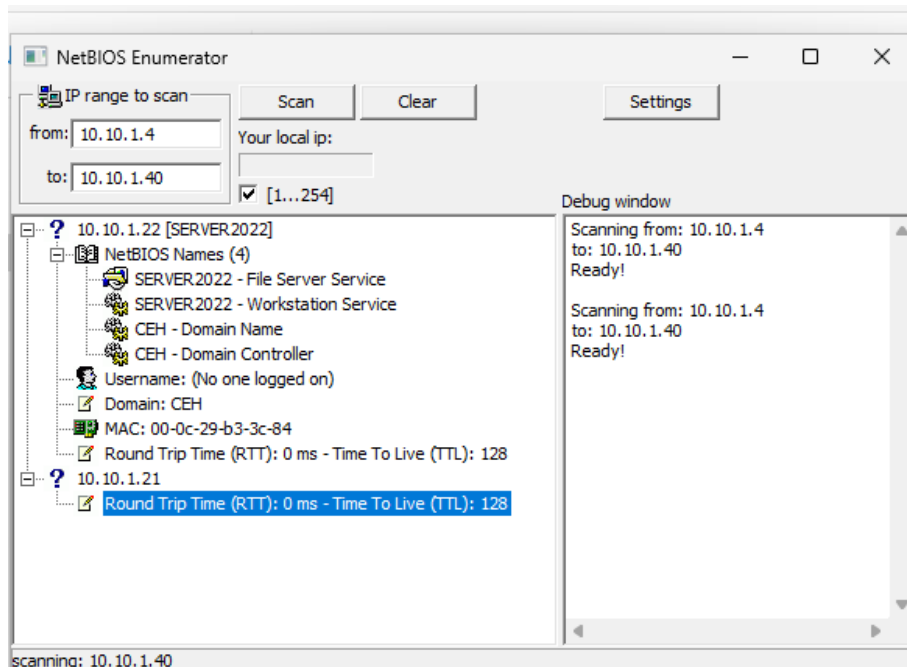 NetBIOS Enumerator
IP range to scan
from: 10.10.1.4
to: 10.10.1.40
Scan
Clear
Settings
Your local ip:
[1...254]
Debug window
10.10.1.22 [SERVER2022]
NetBIOS Names (4)
SERVER2022 - File Server Service
SERVER2022 - Workstation Service
CEH - Domain Name
CEH - Domain Controller
Username: (No one logged on)
Domain: CEH
MAC: 00-0c-29-b3-3c-84
Round Trip Time (RTT): 0 ms - Time To Live (TTL): 128
10.10.1.21
Round Trip Time (RTT): 0 ms - Time To Live (TTL): 128
Scanning from: 10.10.1.4
to: 10.10.1.40
Ready!
Scanning from: 10.10.1.4
to: 10.10.1.40
Ready!
scanning: 10.10.1.40